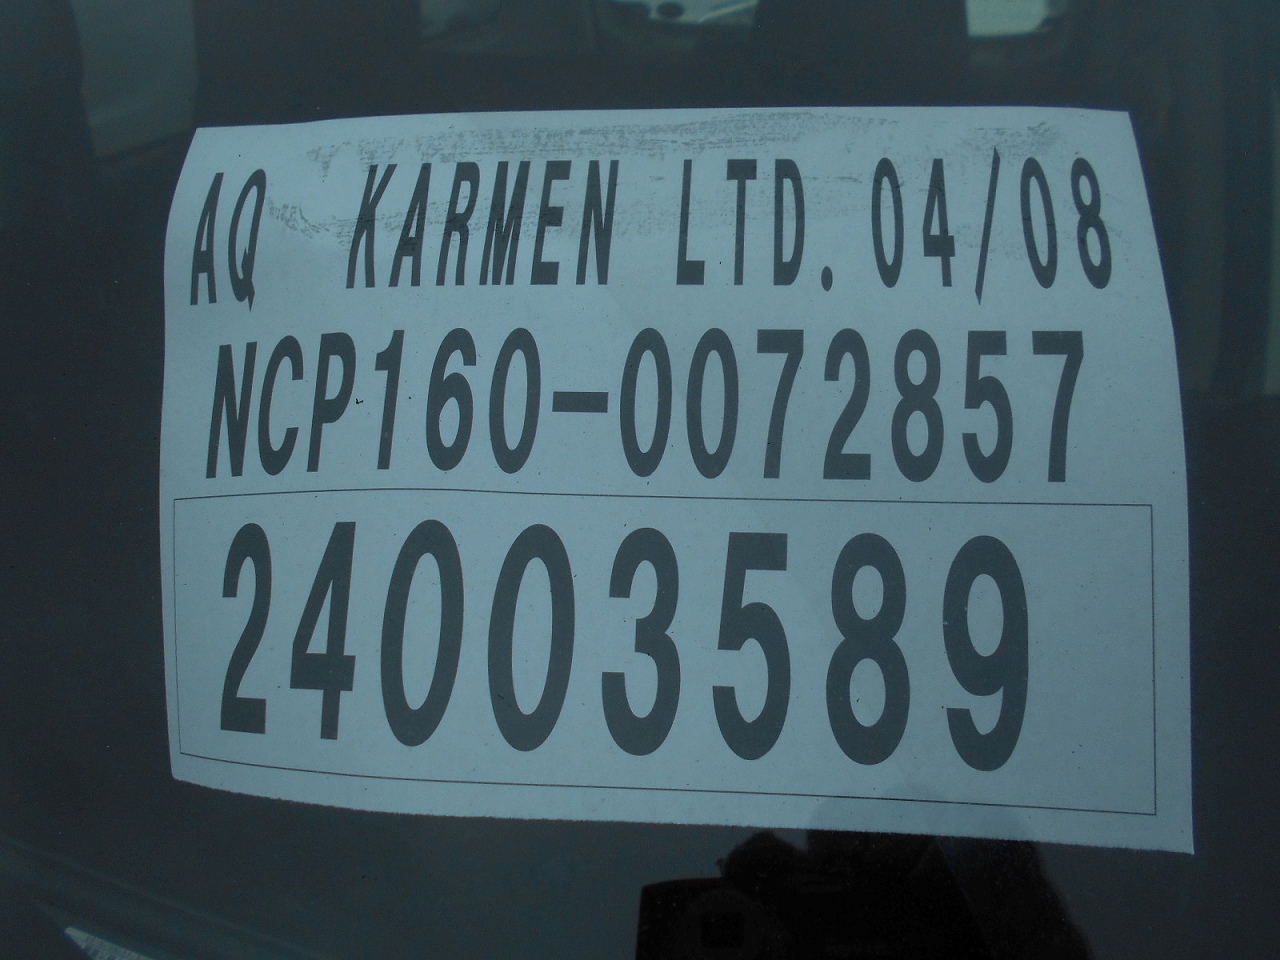 AQ KARMEN LTD. 04/08
NCP160-0072857
24003589